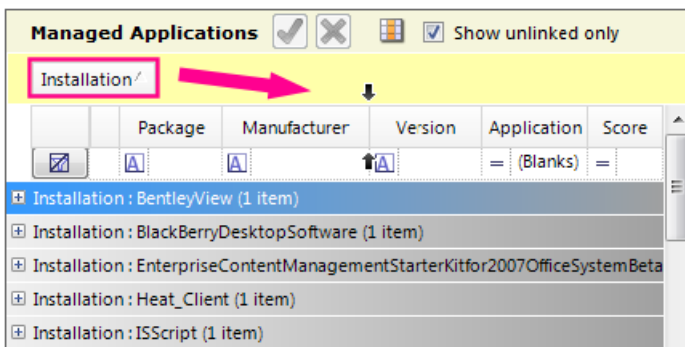 Managed Applications Show unlinked only
Installation
Package Manufacturer Version Application Score
A A A = (Blanks) =
Installation : BentleyView (1 item)
Installation : BlackBerryDesktopSoftware (1 item)
Installation : EnterpriseContentManagementStarterKitfor2007OfficeSystemBeta
Installation : Heat_Client (1 item)
Installation : ISScript (1 item)